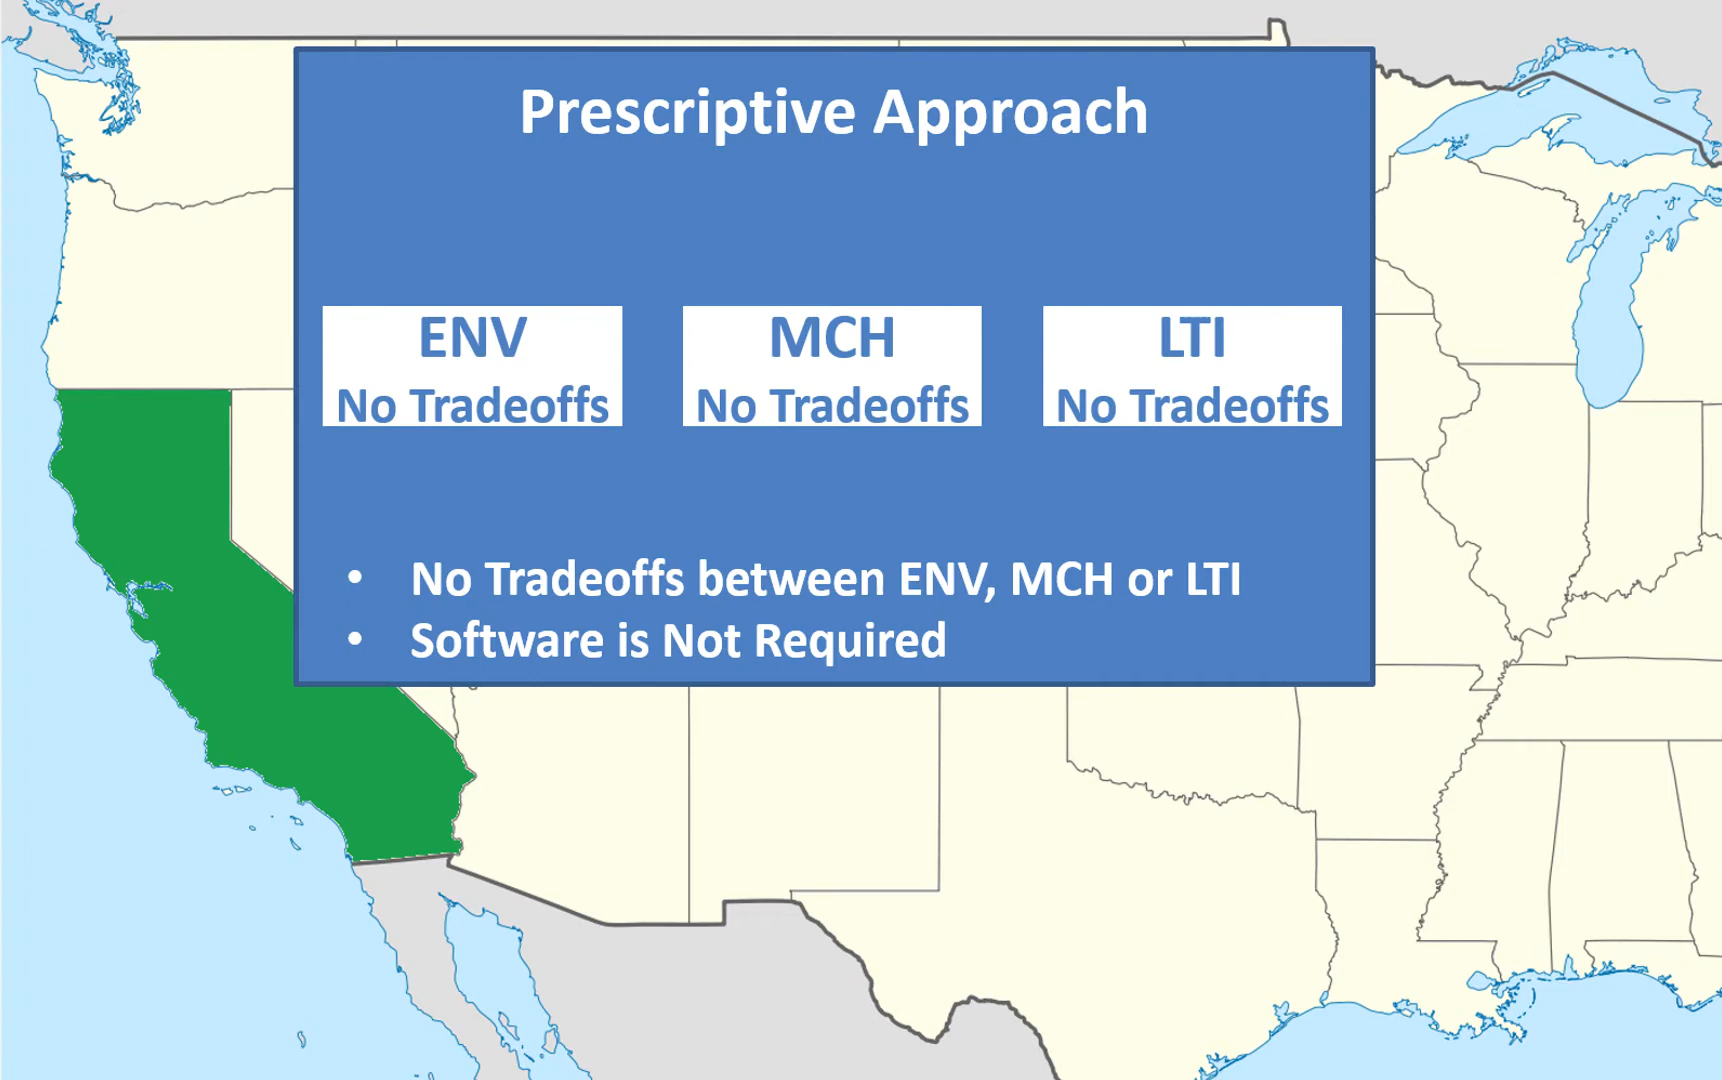 Prescriptive Approach
ENV
No Tradeoffs
MCH
No Tradeoffs
LTI
No Tradeoffs
• No Tradeoffs between ENV, MCH or LTI
• Software is Not Required